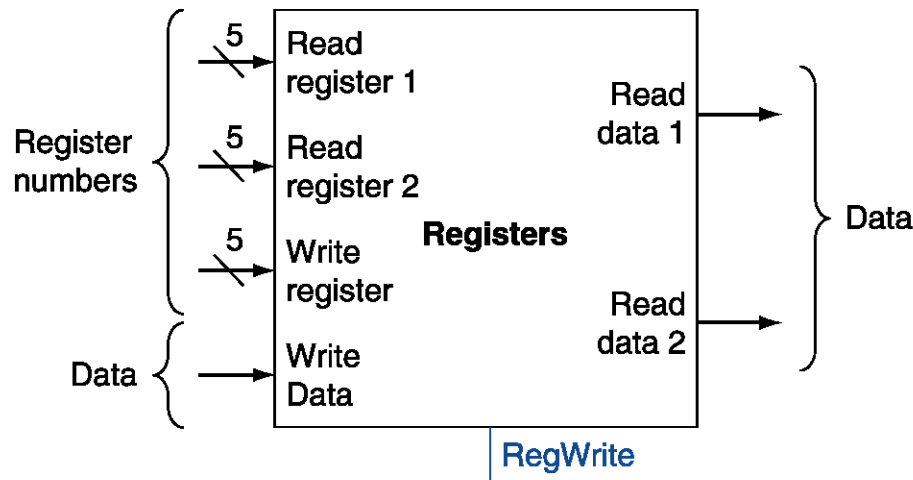 Register
numbers
Data
5
Read
register 1
5
Read
register 2
5
Write
register
Write
Data
Registers
Read
data 1
Read
data 2
Data
RegWrite